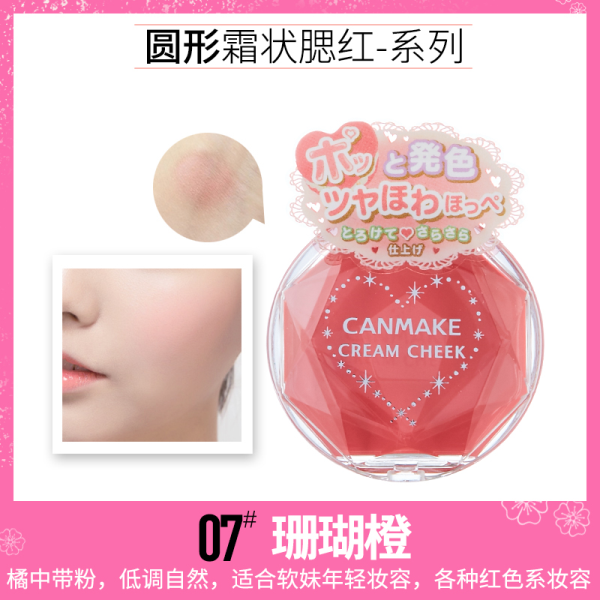 圆形霜状腮红-系列
ポッと発色
ツヤほわほっぺ
とろけて♥さらさら
仕上げ
CANMAKE
CREAM CHEEK
07# 珊瑚橙
橘中带粉，低调自然，适合软妹年轻妆容，各种红色系妆容